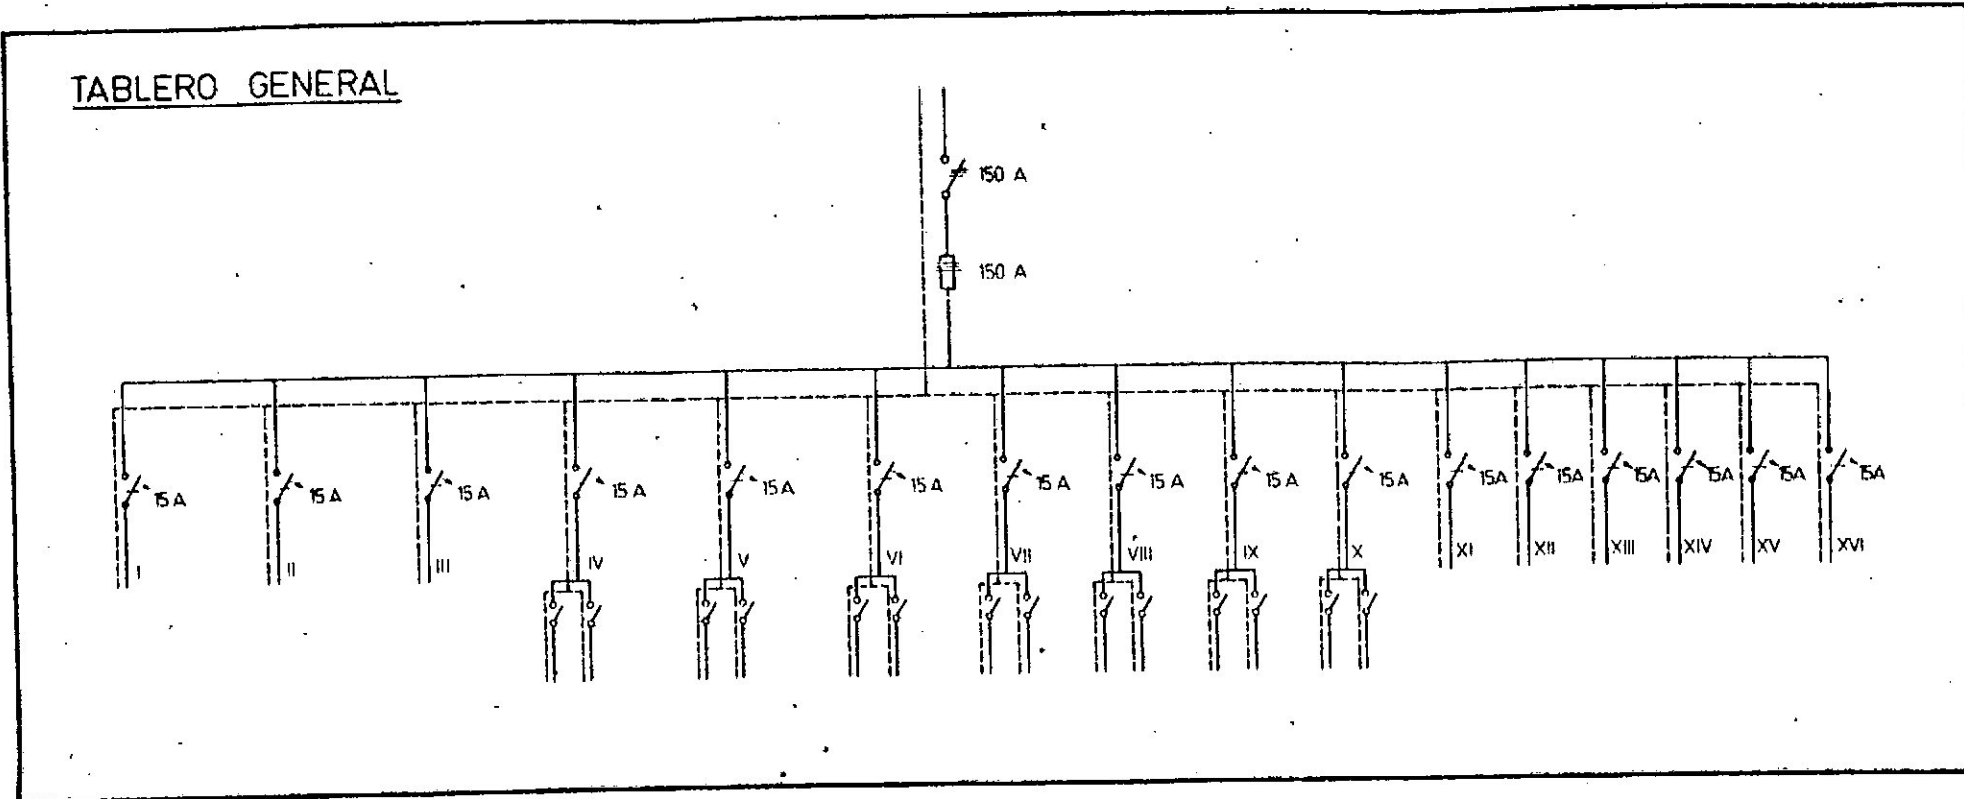 TABLERO GENERAL
150 A
150 A
15 A
15 A
15 A
15 A
15 A
15 A
15 A
15 A
15 A
15 A
15A
15A
15A
15A
15A
15A
I
II
III
IV
V
VI
VII
VIII
IX
X
XI
XII
XIII
XIV
XV
XVI